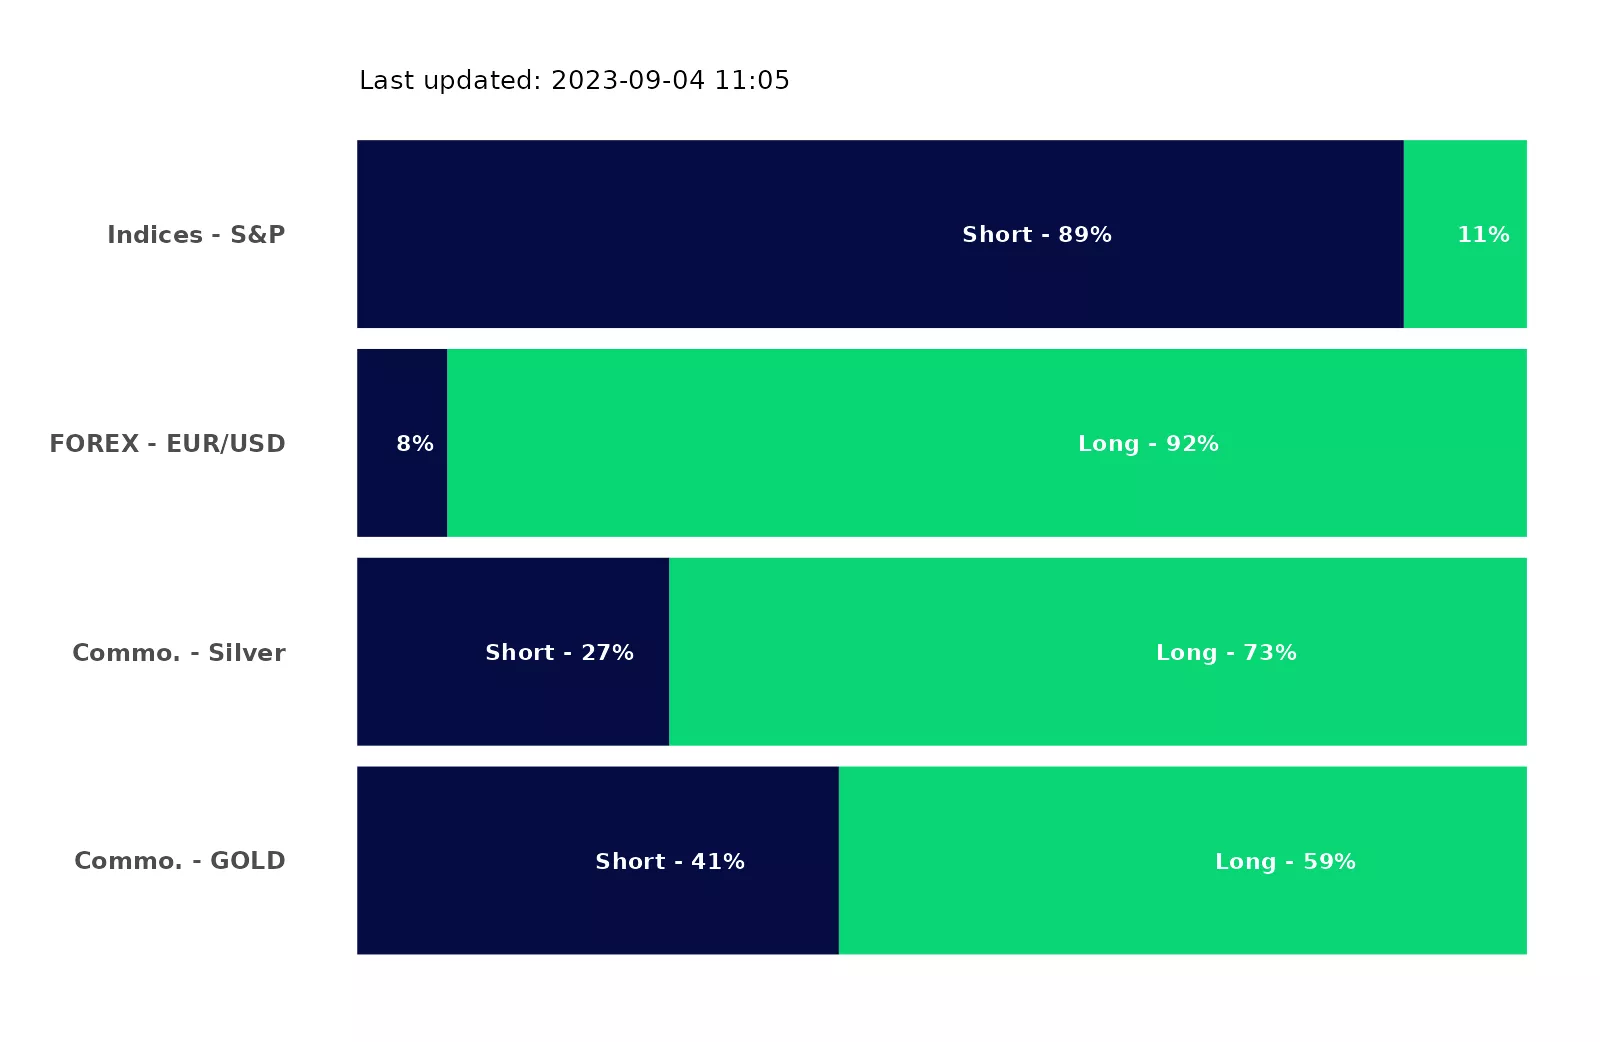 Last updated: 2023-09-04 11:05
Indices - S&P
Short - 89%
11%
FOREX - EUR/USD
8%
Long - 92%
Commo. - Silver
Short - 27%
Long - 73%
Commo. - GOLD
Short - 41%
Long - 59%